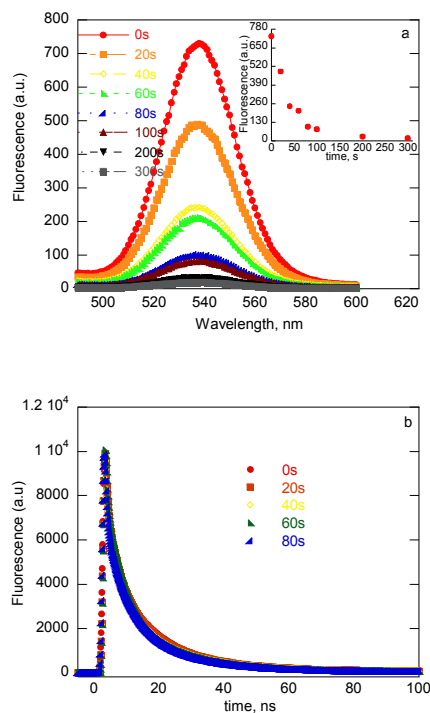 a
0s
20s
40s
60s
80s
100s
200s
300s
Fluorescence (a.u.)
800
700
600
500
400
300
200
100
0
500 520 540 560 580 600 620
Wavelength, nm
Fluorescence (a.u.)
780
650
520
390
260
130
0
0 50 100 150 200 250 300
time, s
b
0s
20s
40s
60s
80s
Fluorescence (a.u)
1.2 10⁴
1 10⁴
8000
6000
4000
2000
0
0 20 40 60 80 100
time, ns